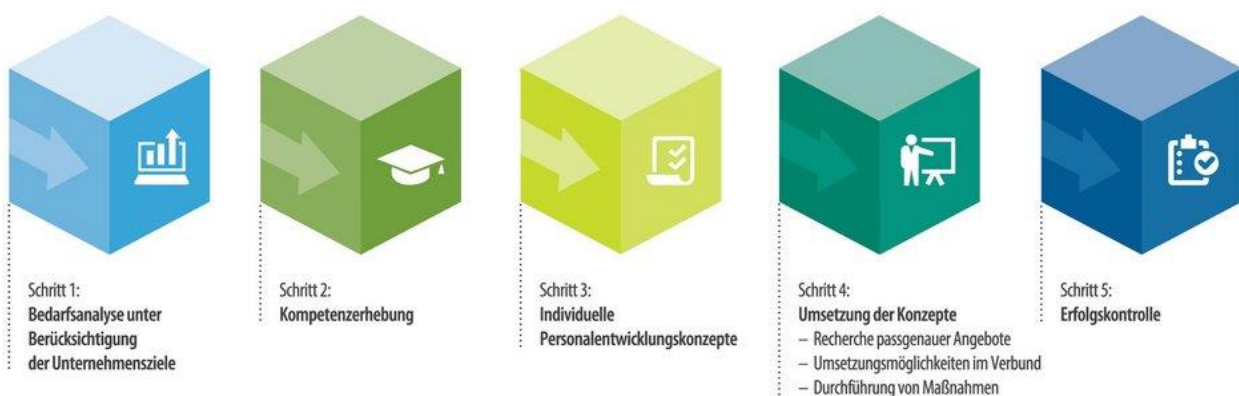 Schritt 1:
Bedarfsanalyse unter
Berücksichtigung
der Unternehmensziele
Schritt 2:
Kompetenzerhebung
Schritt 3:
Individuelle
Personalentwicklungskonzepte
Schritt 4:
Umsetzung der Konzepte
– Recherche passgenauer Angebote
– Umsetzungsmöglichkeiten im Verbund
– Durchführung von Maßnahmen
Schritt 5:
Erfolgskontrolle